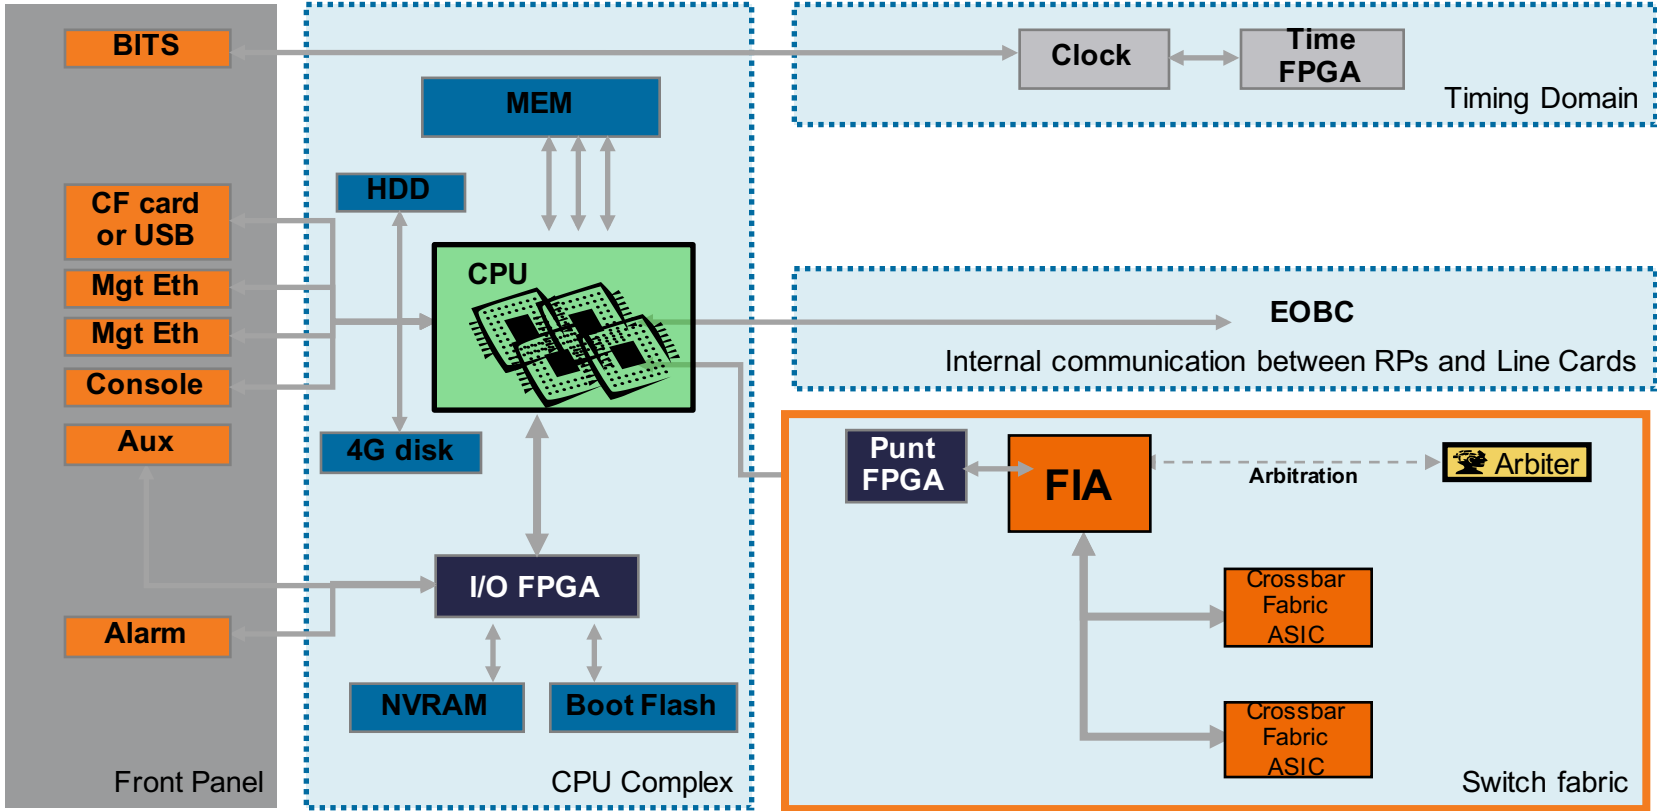 BITS
CF card
or USB
Mgt Eth
Mgt Eth
Console
Aux
Alarm
Front Panel
MEM
HDD
CPU
4G disk
I/O FPGA
NVRAM
Boot Flash
CPU Complex
Clock
Time
FPGA
Timing Domain
EOBC
Internal communication between RPs and Line Cards
Punt
FPGA
FIA
Arbitration
Arbiter
Crossbar
Fabric
ASIC
Crossbar
Fabric
ASIC
Switch fabric